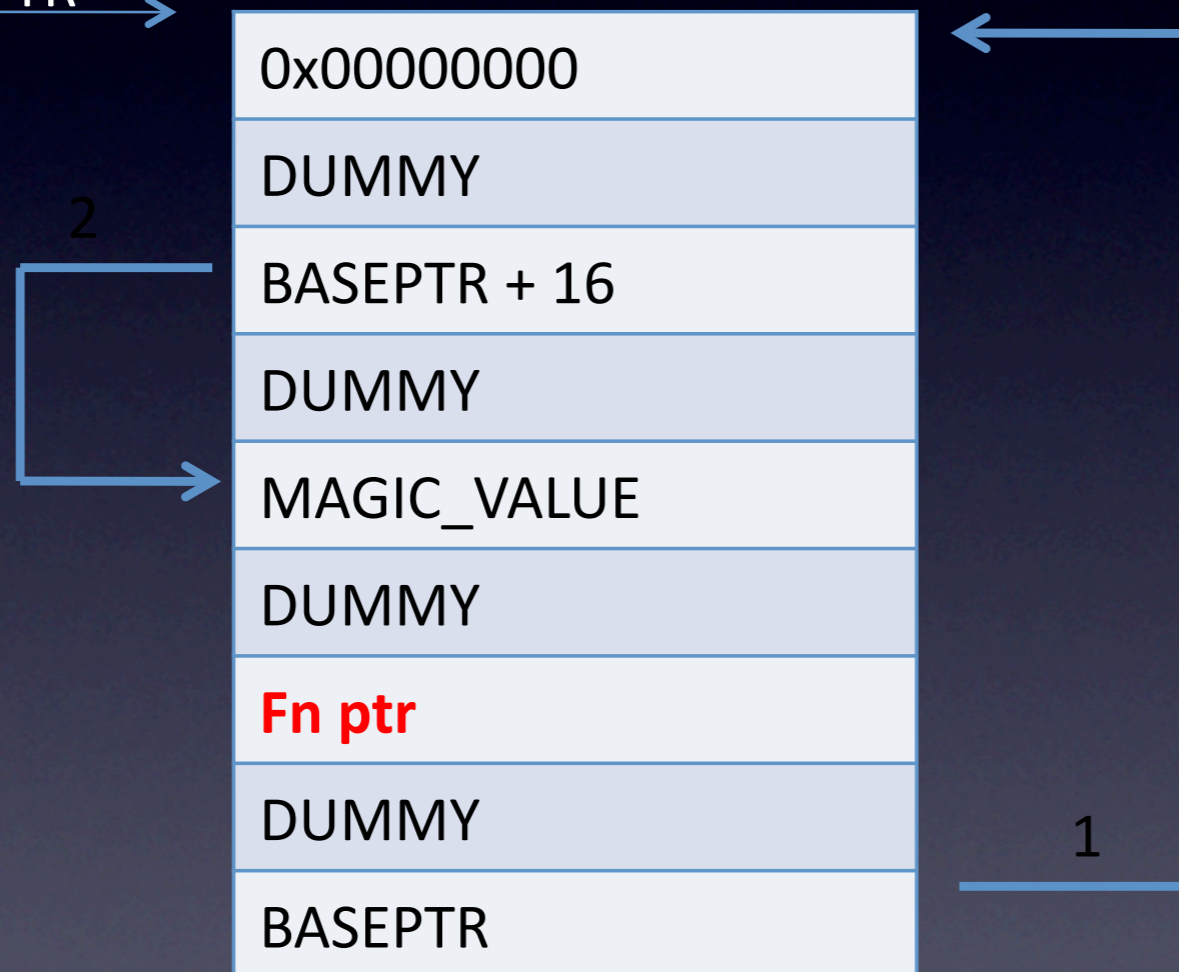 0x00000000
DUMMY
2
BASEPTR + 16
DUMMY
MAGIC_VALUE
DUMMY
Fn ptr
DUMMY
1
BASEPTR